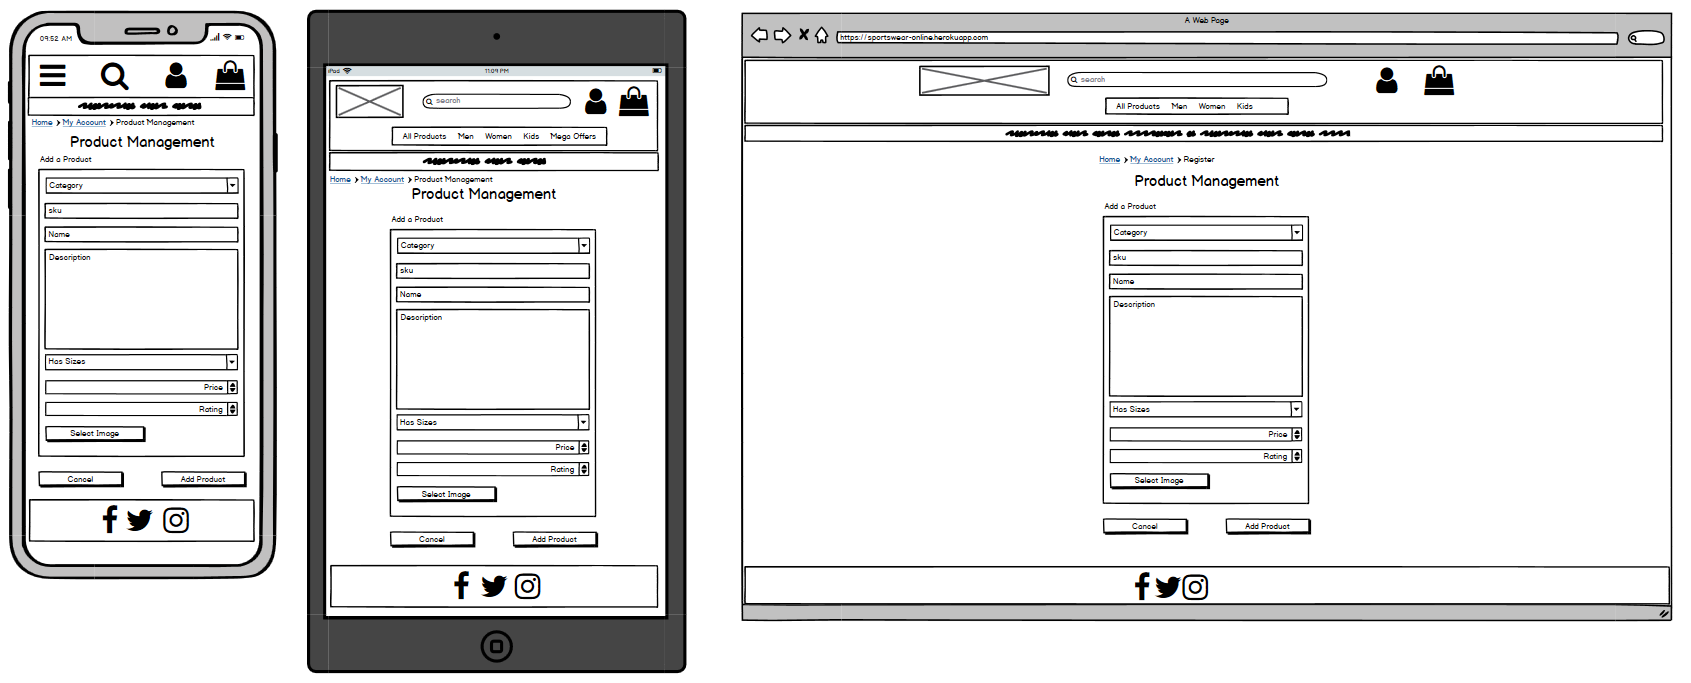 09:52 AM
Home > My Account > Product Management
Product Management
Add a Product
Category
sku
Name
Description
Has Sizes
Price
Rating
Select Image
Cancel Add Product
iPad 11:09 PM
search
All Products Men Women Kids Mega Offers
Home > My Account > Product Management
Product Management
Add a Product
Category
sku
Name
Description
Has Sizes
Price
Rating
Select Image
Cancel Add Product
A Web Page
https://sportswear-online.herokuapp.com
search
All Products Men Women Kids
Home > My Account > Register
Product Management
Add a Product
Category
sku
Name
Description
Has Sizes
Price
Rating
Select Image
Cancel Add Product